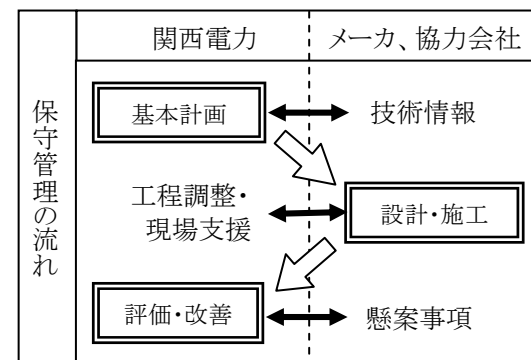 関西電力
メーカ、協力会社
保守管理の流れ
基本計画
技術情報
工程調整・
現場支援
設計・施工
評価・改善
懸案事項